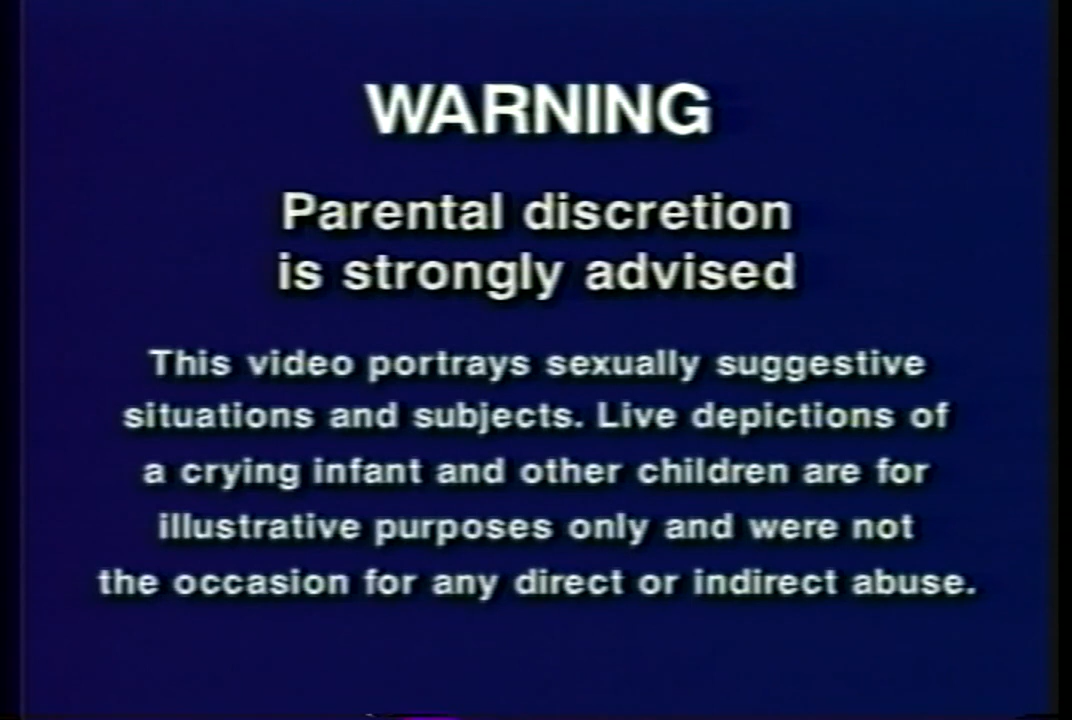 WARNING
Parental discretion
is strongly advised
This video portrays sexually suggestive
situations and subjects. Live depictions of
a crying infant and other children are for
illustrative purposes only and were not
the occasion for any direct or indirect abuse.